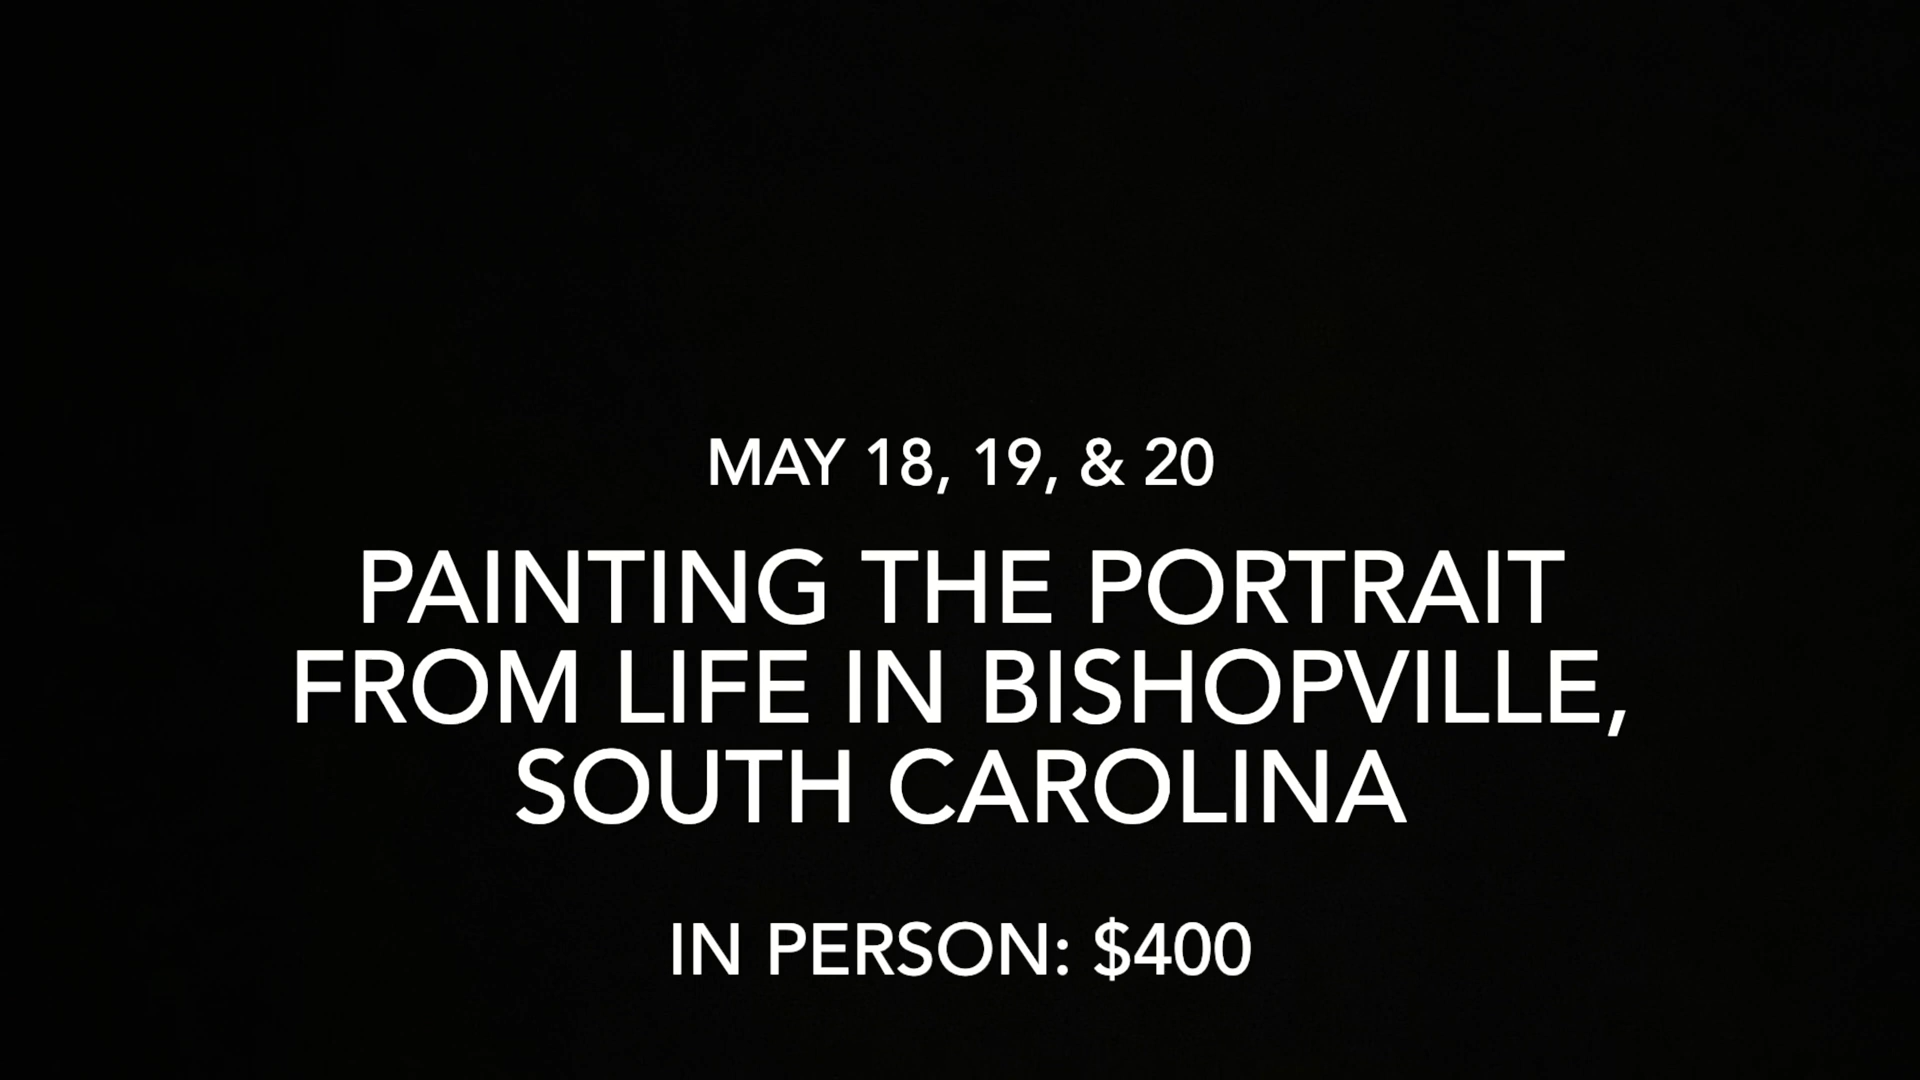 MAY 18, 19, & 20
PAINTING THE PORTRAIT
FROM LIFE IN BISHOPVILLE,
SOUTH CAROLINA
IN PERSON: $400